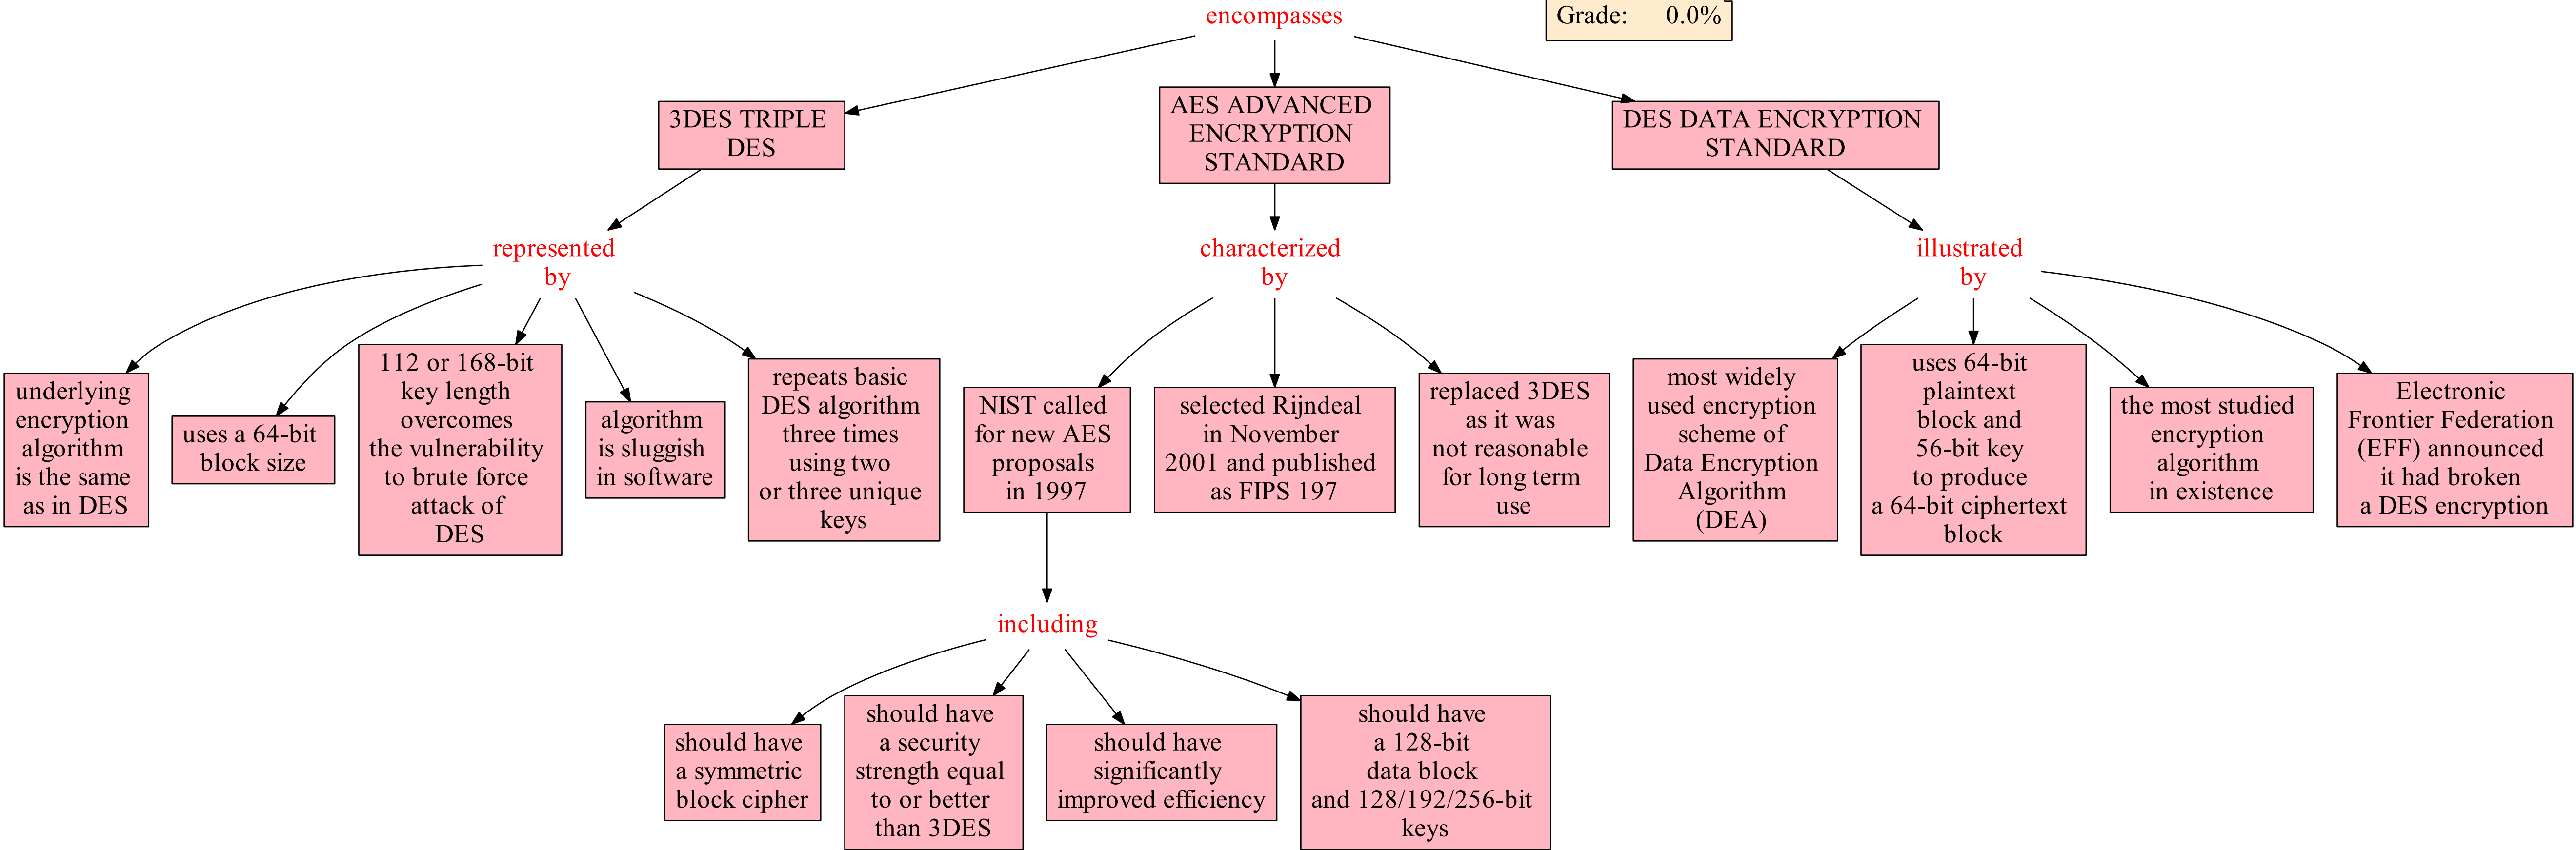 encompasses
Grade: 0.0%
3DES TRIPLE
DES
AES ADVANCED
ENCRYPTION
STANDARD
DES DATA ENCRYPTION
STANDARD
represented
by
characterized
by
illustrated
by
underlying
encryption
algorithm
is the same
as in DES
uses a 64-bit
block size
112 or 168-bit
key length
overcomes
the vulnerability
to brute force
attack of
DES
algorithm
is sluggish
in software
repeats basic
DES algorithm
three times
using two
or three unique
keys
NIST called
for new AES
proposals
in 1997
selected Rijndeal
in November
2001 and published
as FIPS 197
replaced 3DES
as it was
not reasonable
for long term
use
most widely
used encryption
scheme of
Data Encryption
Algorithm
(DEA)
uses 64-bit
plaintext
block and
56-bit key
to produce
a 64-bit ciphertext
block
the most studied
encryption
algorithm
in existence
Electronic
Frontier Federation
(EFF) announced
it had broken
a DES encryption
including
should have
a symmetric
block cipher
should have
a security
strength equal
to or better
than 3DES
should have
significantly
improved efficiency
should have
a 128-bit
data block
and 128/192/256-bit
keys